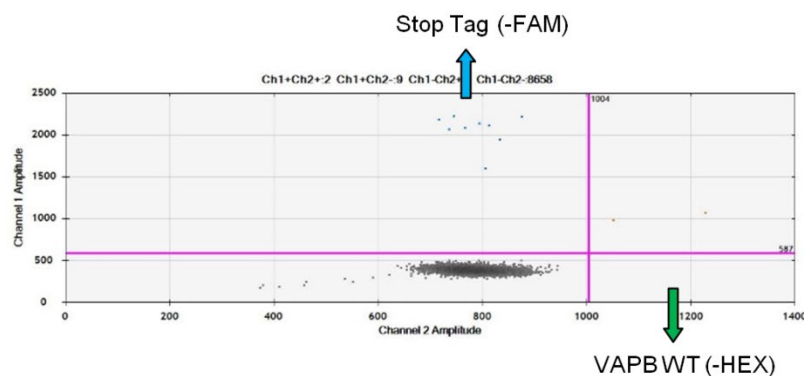 Stop Tag (-FAM)
Ch1+Ch2+:2 Ch1+Ch2-:9 Ch1-Ch2+ Ch1-Ch2-:8658
2500
2000
1500
1000
500
0
Channel 1 Amplitude
1004
587
0 200 400 600 800 1000 1200 1400
Channel 2 Amplitude
VAPB WT (-HEX)